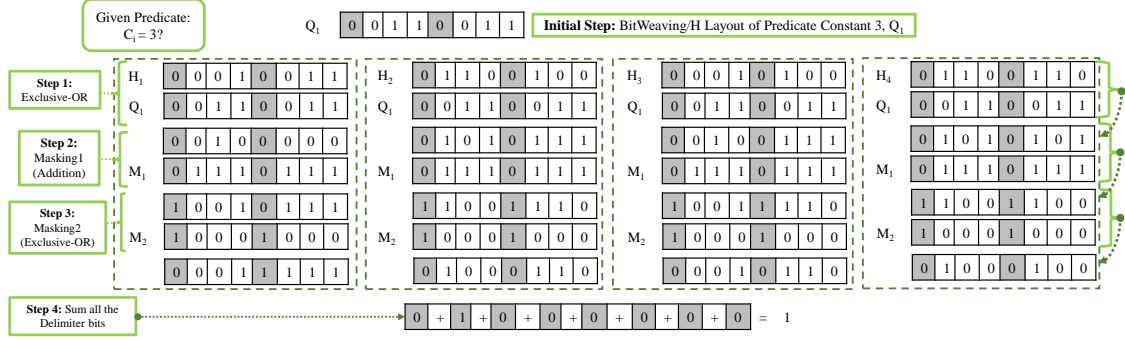 Given Predicate:
Cᵢ = 3?
Q₁ 0 0 1 1 0 0 1 1
Initial Step: BitWeaving/H Layout of Predicate Constant 3, Q₁
Step 1:
Exclusive-OR
H₁ 0 0 0 1 0 0 1 1
Q₁ 0 0 1 1 0 0 1 1
Step 2:
Masking1
(Addition)
0 0 1 0 0 0 0 0
M₁ 0 1 1 1 0 1 1 1
Step 3:
Masking2
(Exclusive-OR)
1 0 0 1 0 1 1 1
M₂ 1 0 0 0 1 0 0 0
0 0 0 1 1 1 1 1
H₂ 0 1 1 0 0 1 0 0
Q₁ 0 0 1 1 0 0 1 1
0 1 0 1 0 1 1 1
M₁ 0 1 1 1 0 1 1 1
1 1 0 0 1 1 1 0
M₂ 1 0 0 0 1 0 0 0
0 1 0 0 0 1 1 0
H₃ 0 0 0 1 0 1 0 0
Q₁ 0 0 1 1 0 0 1 1
0 0 1 0 0 1 1 1
M₁ 0 1 1 1 0 1 1 1
1 0 0 1 1 1 1 0
M₂ 1 0 0 0 1 0 0 0
0 0 0 1 0 1 1 0
H₄ 0 1 1 0 0 1 1 0
Q₁ 0 0 1 1 0 0 1 1
0 1 0 1 0 1 0 1
M₁ 0 1 1 1 0 1 1 1
1 1 0 0 1 1 0 0
M₂ 1 0 0 0 1 0 0 0
0 1 0 0 0 1 0 0
Step 4: Sum all the
Delimiter bits
0 + 1 + 0 + 0 + 0 + 0 + 0 + 0 = 1